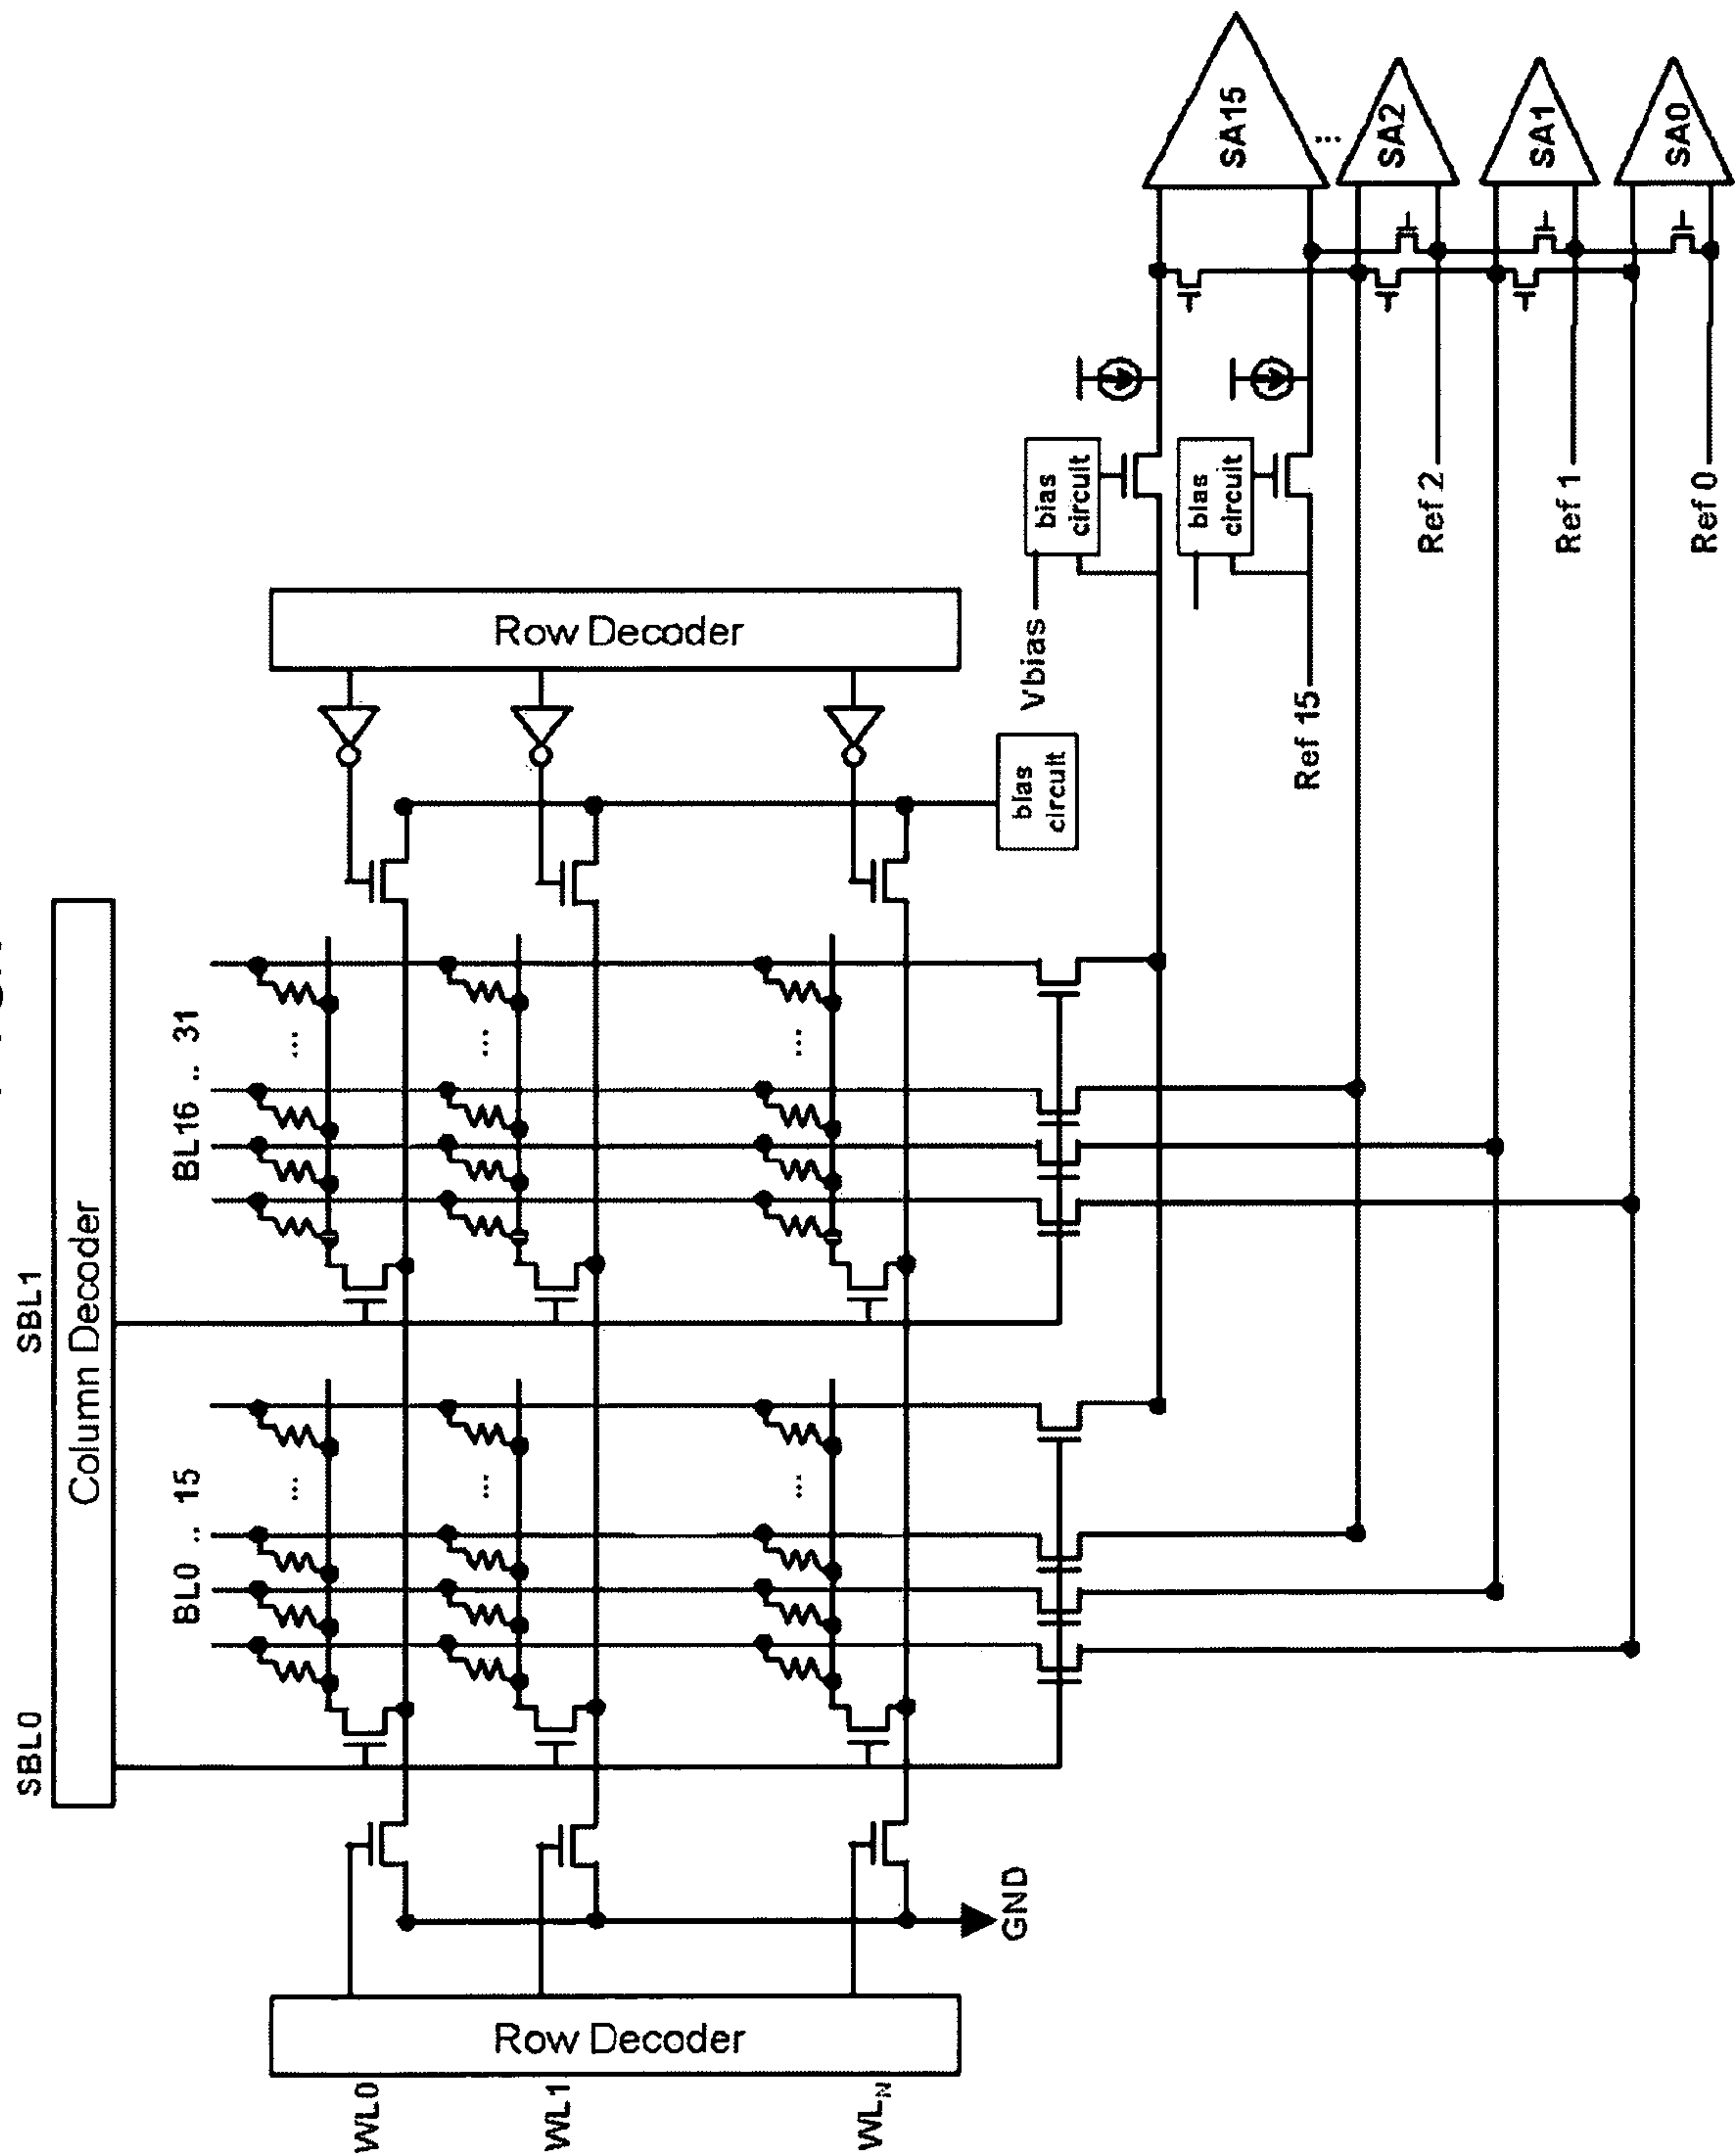 SBL0
SBL1
Column Decoder
BL0 .. 15
BL16 .. 31
...
...
...
...
...
...
WL0
WL1
WLN
Row Decoder
Row Decoder
GND
bias
circuit
Vbias
bias
circuit
bias
circuit
Ref 15
Ref 2
Ref 1
Ref 0
SA15
...
SA2
SA1
SA0